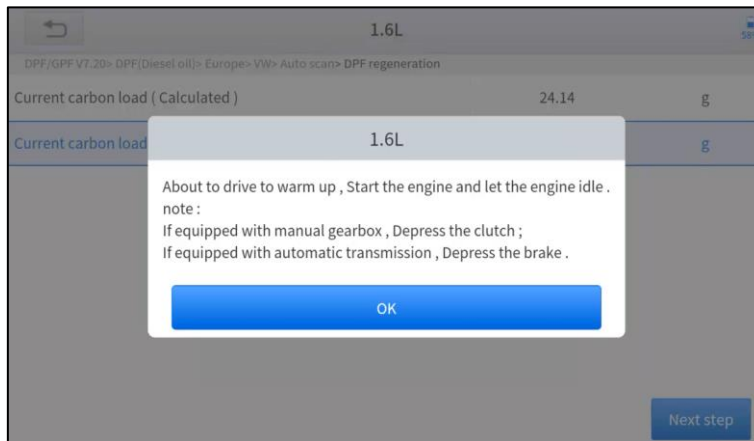 1.6L
58%
DPF/GPF V7.20> DPF(Diesel oil)> Europe> VW> Auto scan> DPF regeneration
Current carbon load ( Calculated ) 24.14 g
Current carbon load g
1.6L
About to drive to warm up , Start the engine and let the engine idle .
note :
If equipped with manual gearbox , Depress the clutch ;
If equipped with automatic transmission , Depress the brake .
OK
Next step